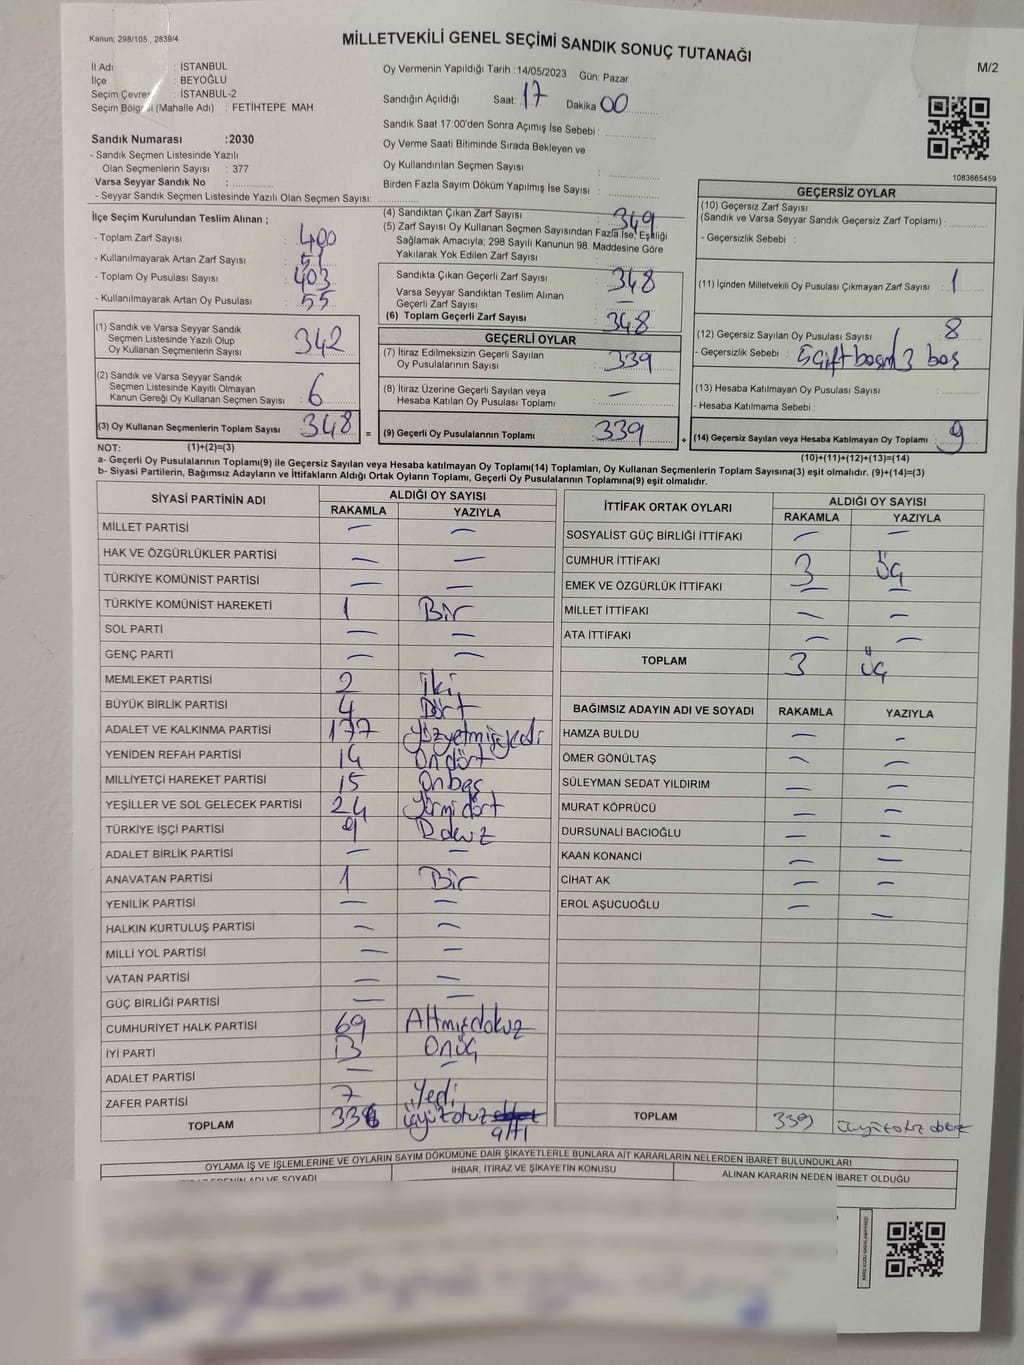 Kanun; 298/105 , 2839/4
MİLLETVEKİLİ GENEL SEÇİMİ SANDIK SONUÇ TUTANAĞI
M/2
İl Adı : İSTANBUL
İlçe : BEYOĞLU
Seçim Çevresi : İSTANBUL-2
Seçim Bölgesi (Mahalle Adı) : FETİHTEPE MAH.
Oy Vermenin Yapıldığı Tarih : 14/05/2023 Gün: Pazar
Sandığın Açıldığı Saat: 17 Dakika 00
Sandık Saat 17:00'den Sonra Açımış İse Sebebi :
Oy Verme Saati Bitiminde Sırada Bekleyen ve
Oy Kullandırılan Seçmen Sayısı :
Birden Fazla Sayım Döküm Yapılmış İse Sayısı :
Sandık Numarası :2030
- Sandık Seçmen Listesinde Yazılı
Olan Seçmenlerin Sayısı : 377
Varsa Seyyar Sandık No :
- Seyyar Sandık Seçmen Listesinde Yazılı Olan Seçmen Sayısı:
1083665459
İlçe Seçim Kurulundan Teslim Alınan ;
- Toplam Zarf Sayısı : 400
- Kullanılmayarak Artan Zarf Sayısı : 51
- Toplam Oy Pusulası Sayısı : 403
- Kullanılmayarak Artan Oy Pusulası : 55
(1) Sandık ve Varsa Seyyar Sandık
Seçmen Listesinde Yazılı Olup
Oy Kullanan Seçmenlerin Sayısı : 342
(2) Sandık ve Varsa Seyyar Sandık
Seçmen Listesinde Kayıtlı Olmayan
Kanun Gereği Oy Kullanan Seçmen Sayısı : 6
(3) Oy Kullanan Seçmenlerin Toplam Sayısı : 348 =
(4) Sandıktan Çıkan Zarf Sayısı : 349
(5) Zarf Sayısı Oy Kullanan Seçmen Sayısından Fazla İse, Eşitliği
Sağlamak Amacıyla; 298 Sayılı Kanunun 98. Maddesine Göre
Yakılarak Yok Edilen Zarf Sayısı :
Sandıkta Çıkan Geçerli Zarf Sayısı : 348
Varsa Seyyar Sandıktan Teslim Alınan
Geçerli Zarf Sayısı : —
(6) Toplam Geçerli Zarf Sayısı : 348
GEÇERLİ OYLAR
(7) İtiraz Edilmeksizin Geçerli Sayılan
Oy Pusulalarının Sayısı : 339
(8) İtiraz Üzerine Geçerli Sayılan veya
Hesaba Katılan Oy Pusulası Toplamı : —
(9) Geçerli Oy Pusulalarının Toplamı : 339 +
GEÇERSİZ OYLAR
(10) Geçersiz Zarf Sayısı
(Sandık ve Varsa Seyyar Sandık Geçersiz Zarf Toplamı) :
- Geçersizlik Sebebi :
(11) İçinden Milletvekili Oy Pusulası Çıkmayan Zarf Sayısı : 1
(12) Geçersiz Sayılan Oy Pusulası Sayısı : 8
- Geçersizlik Sebebi : 5 çift 3 boş
(13) Hesaba Katılmayan Oy Pusulası Sayısı :
- Hesaba Katılmama Sebebi :
(14) Geçersiz Sayılan veya Hesaba Katılmayan Oy Toplamı : 9
NOT: (1)+(2)=(3)
(10)+(11)+(12)+(13)=(14)
a- Geçerli Oy Pusulalarının Toplamı(9) ile Geçersiz Sayılan veya Hesaba katılmayan Oy Toplamı(14) Toplamları, Oy Kullanan Seçmenlerin Toplam Sayısına(3) eşit olmalıdır. (9)+(14)=(3)
b- Siyasi Partilerin, Bağımsız Adayların ve İttifakların Aldığı Ortak Oyların Toplamı, Geçerli Oy Pusulalarının Toplamına(9) eşit olmalıdır.
SİYASİ PARTİNİN ADI ALDIĞI OY SAYISI
RAKAMLA YAZIYLA
MİLLET PARTİSİ — —
HAK VE ÖZGÜRLÜKLER PARTİSİ — —
TÜRKİYE KOMÜNİST PARTİSİ — —
TÜRKİYE KOMÜNİST HAREKETİ 1 Bir
SOL PARTİ — —
GENÇ PARTİ — —
MEMLEKET PARTİSİ 2 İki
BÜYÜK BİRLİK PARTİSİ 4 Dört
ADALET VE KALKINMA PARTİSİ 177 Yüzyetmişyedi
YENİDEN REFAH PARTİSİ 14 Ondört
MİLLİYETÇİ HAREKET PARTİSİ 15 Onbeş
YEŞİLLER VE SOL GELECEK PARTİSİ 24 Yirmi dört
TÜRKİYE İŞÇİ PARTİSİ 9 Dokuz
ADALET BİRLİK PARTİSİ — —
ANAVATAN PARTİSİ 1 Bir
YENİLİK PARTİSİ — —
HALKIN KURTULUŞ PARTİSİ — —
MİLLİ YOL PARTİSİ — —
VATAN PARTİSİ — —
GÜÇ BİRLİĞİ PARTİSİ — —
CUMHURİYET HALK PARTİSİ 69 Altmışdokuz
İYİ PARTİ 13 Onüç
ADALET PARTİSİ — —
ZAFER PARTİSİ 7 Yedi
TOPLAM 336 üçyüzotuz
altı
İTTİFAK ORTAK OYLARI ALDIĞI OY SAYISI
RAKAMLA YAZIYLA
SOSYALİST GÜÇ BİRLİĞİ İTTİFAKI — —
CUMHUR İTTİFAKI 3 Üç
EMEK VE ÖZGÜRLÜK İTTİFAKI — —
MİLLET İTTİFAKI — —
ATA İTTİFAKI — —
TOPLAM 3 Üç
BAĞIMSIZ ADAYIN ADI VE SOYADI RAKAMLA YAZIYLA
HAMZA BULDU — —
ÖMER GÖNÜLTAŞ — —
SÜLEYMAN SEDAT YILDIRIM — —
MURAT KÖPRÜCÜ — —
DURSUNALİ BACIOĞLU — —
KAAN KONANCİ — —
CİHAT AK — —
EROL AŞUCUOĞLU — —
TOPLAM 339
OYLAMA İŞ VE İŞLEMLERİNE VE OYLARIN SAYIM DÖKÜMÜNE DAİR ŞİKAYETLERLE BUNLARA AİT KARARLARIN NELERDEN İBARET BULUNDUKLARI
İHBAR, İTİRAZ VE ŞİKAYETİN KONUSU
ALINAN KARARIN NEDEN İBARET OLDUĞU